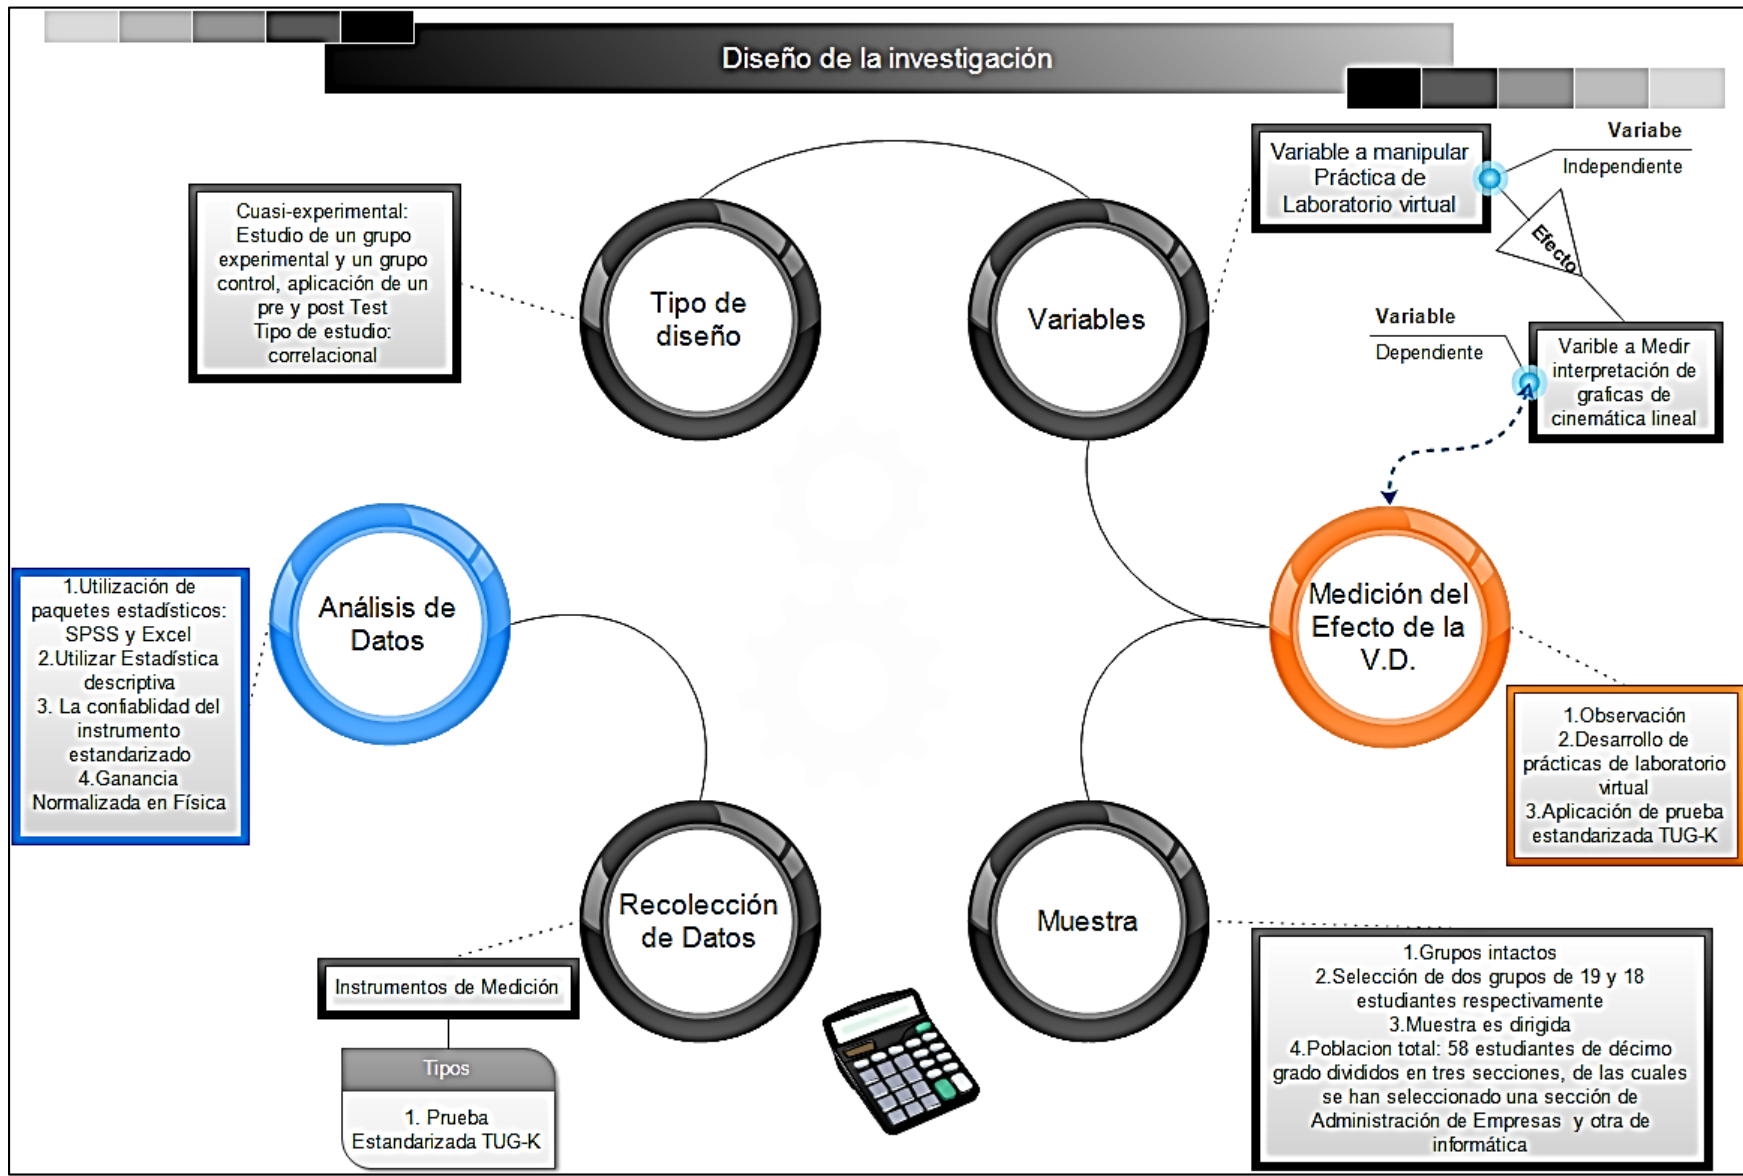 Diseño de la investigación
Cuasi-experimental:
Estudio de un grupo
experimental y un grupo
control, aplicación de un
pre y post Test
Tipo de estudio:
correlacional
Tipo de
diseño
Variables
Variable a manipular
Práctica de
Laboratorio virtual
Variabe
Independiente
Efecto
Variable
Dependiente
Varible a Medir
interpretación de
graficas de
cinemática lineal
Medición del
Efecto de la
V.D.
1.Observación
2.Desarrollo de
prácticas de laboratorio
virtual
3.Aplicación de prueba
estandarizada TUG-K
Muestra
1.Grupos intactos
2.Selección de dos grupos de 19 y 18
estudiantes respectivamente
3.Muestra es dirigida
4.Poblacion total: 58 estudiantes de décimo
grado divididos en tres secciones, de las cuales
se han seleccionado una sección de
Administración de Empresas y otra de
informática
Recolección
de Datos
Instrumentos de Medición
Tipos
1. Prueba
Estandarizada TUG-K
Análisis de
Datos
1.Utilización de
paquetes estadísticos:
SPSS y Excel
2.Utilizar Estadística
descriptiva
3. La confiablidad del
instrumento
estandarizado
4.Ganancia
Normalizada en Física